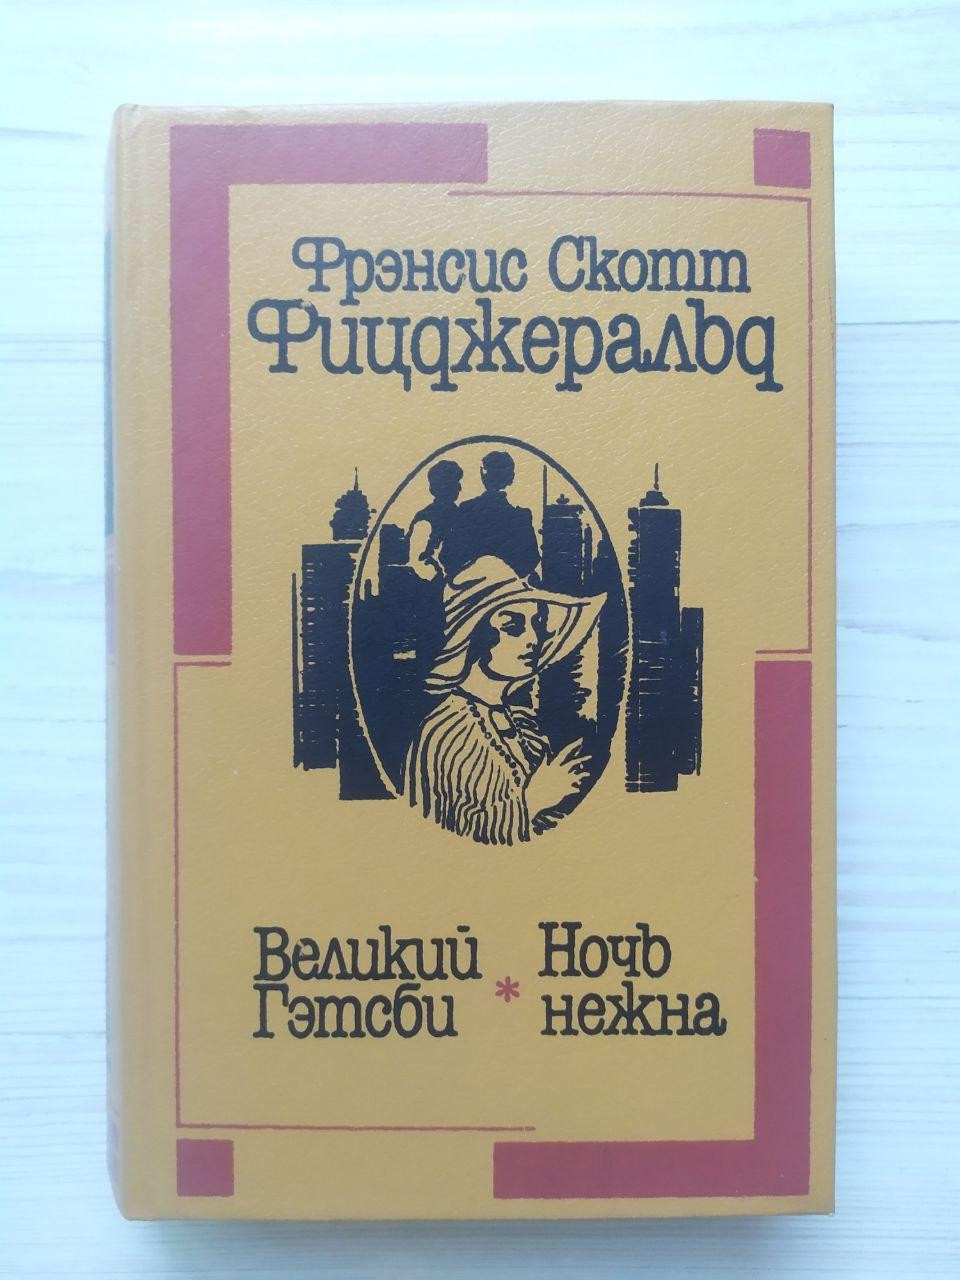 Фрэнсис Скотт
Фицджеральд
Великий
Гэтсби
*
Ночь
нежна